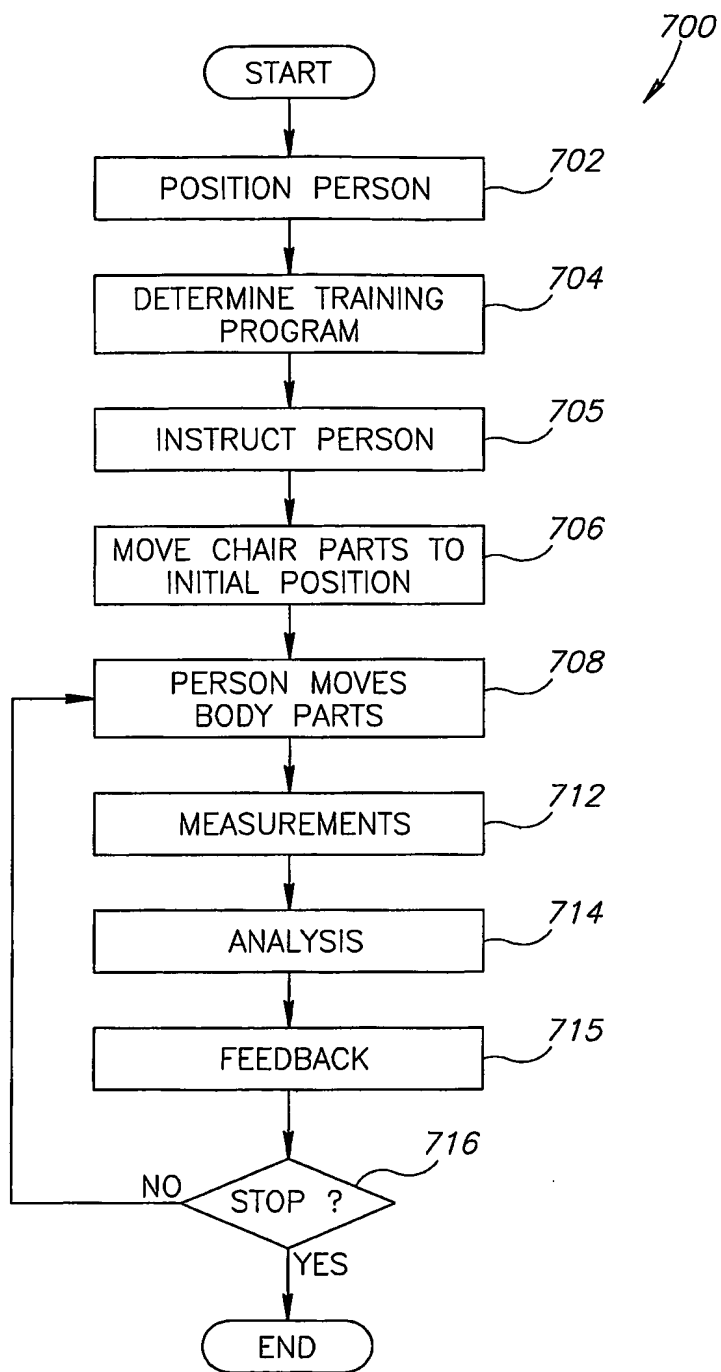 700
START
POSITION PERSON
702
DETERMINE TRAINING
PROGRAM
704
INSTRUCT PERSON
705
MOVE CHAIR PARTS TO
INITIAL POSITION
706
PERSON MOVES
BODY PARTS
708
MEASUREMENTS
712
ANALYSIS
714
FEEDBACK
715
STOP ?
716
NO
YES
END